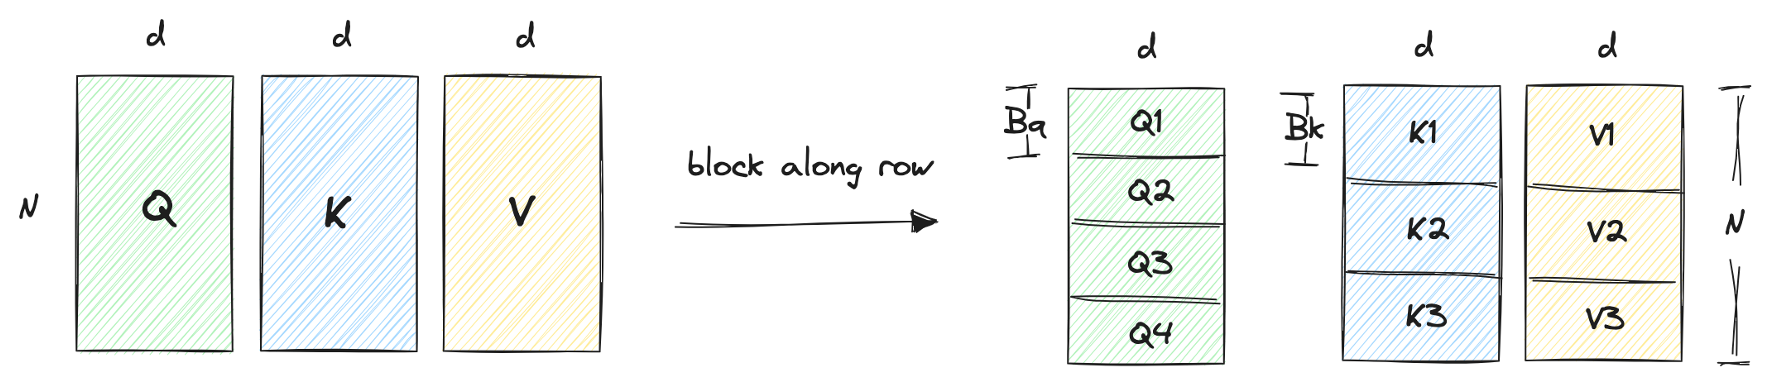 d d d
N Q K V
block along row
d
Bq Q1
Q2
Q3
Q4
d d
Bk K1 V1
K2 V2 N
K3 V3